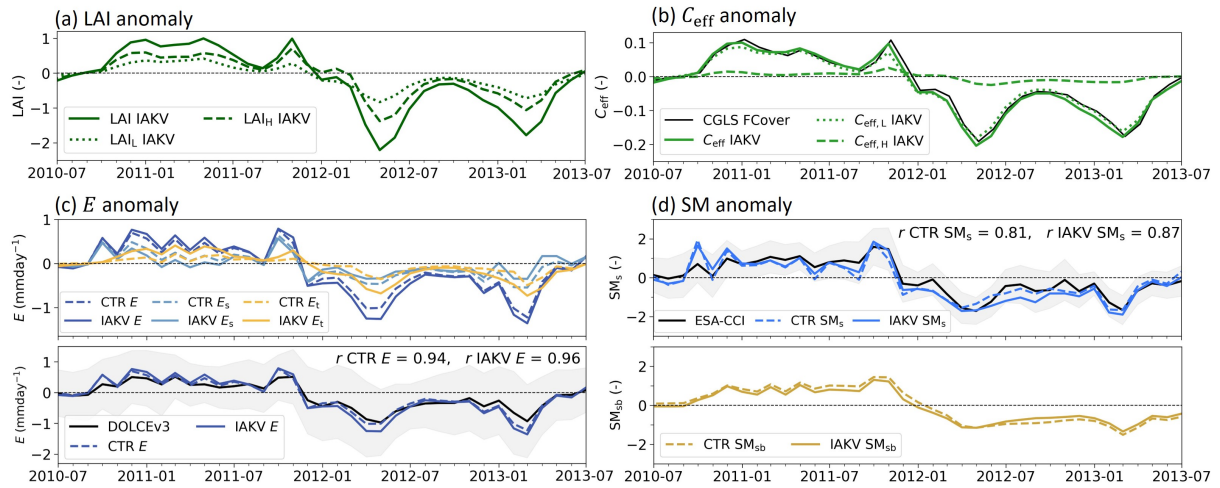 (a) LAI anomaly
LAI (-)
1
0
−1
−2
LAI IAKV
LAI_L IAKV
LAI_H IAKV
2010-07 2011-01 2011-07 2012-01 2012-07 2013-01 2013-07
(b) C_eff anomaly
C_eff (-)
0.1
0.0
−0.1
−0.2
CGLS FCover
C_eff IAKV
C_eff,L IAKV
C_eff,H IAKV
2010-07 2011-01 2011-07 2012-01 2012-07 2013-01 2013-07
(c) E anomaly
E (mmday⁻¹)
1
0
−1
CTR E
IAKV E
CTR E_s
IAKV E_s
CTR E_t
IAKV E_t
r CTR E = 0.94, r IAKV E = 0.96
E (mmday⁻¹)
1
0
−1
DOLCEv3
CTR E
IAKV E
2010-07 2011-01 2011-07 2012-01 2012-07 2013-01 2013-07
(d) SM anomaly
r CTR SM_s = 0.81, r IAKV SM_s = 0.87
SM_s (-)
2
0
−2
ESA-CCI
CTR SM_s
IAKV SM_s
SM_sb (-)
2
0
−2
CTR SM_sb
IAKV SM_sb
2010-07 2011-01 2011-07 2012-01 2012-07 2013-01 2013-07